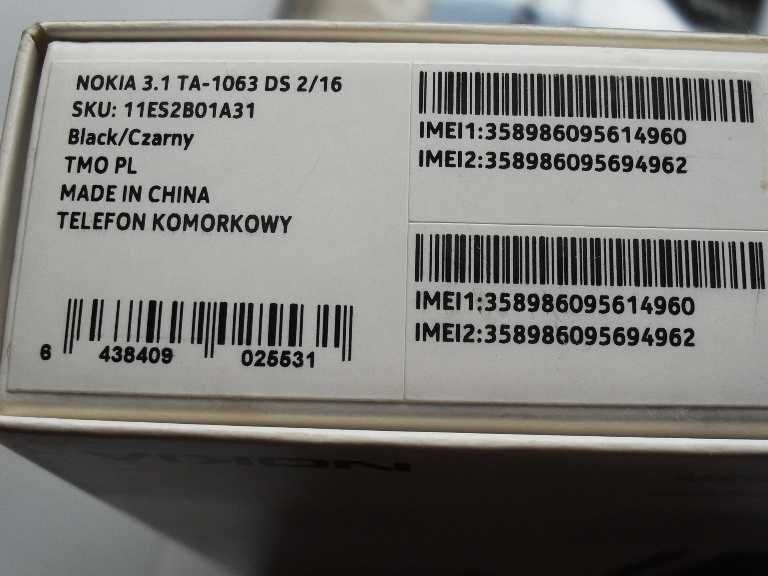 NOKIA 3.1 TA-1063 DS 2/16
SKU: 11ES2B01A31
Black/Czarny
TMO PL
MADE IN CHINA
TELEFON KOMORKOWY
6 438409 025531
IMEI1:358986095614960
IMEI2:358986095694962
IMEI1:358986095614960
IMEI2:358986095694962
NOKIA